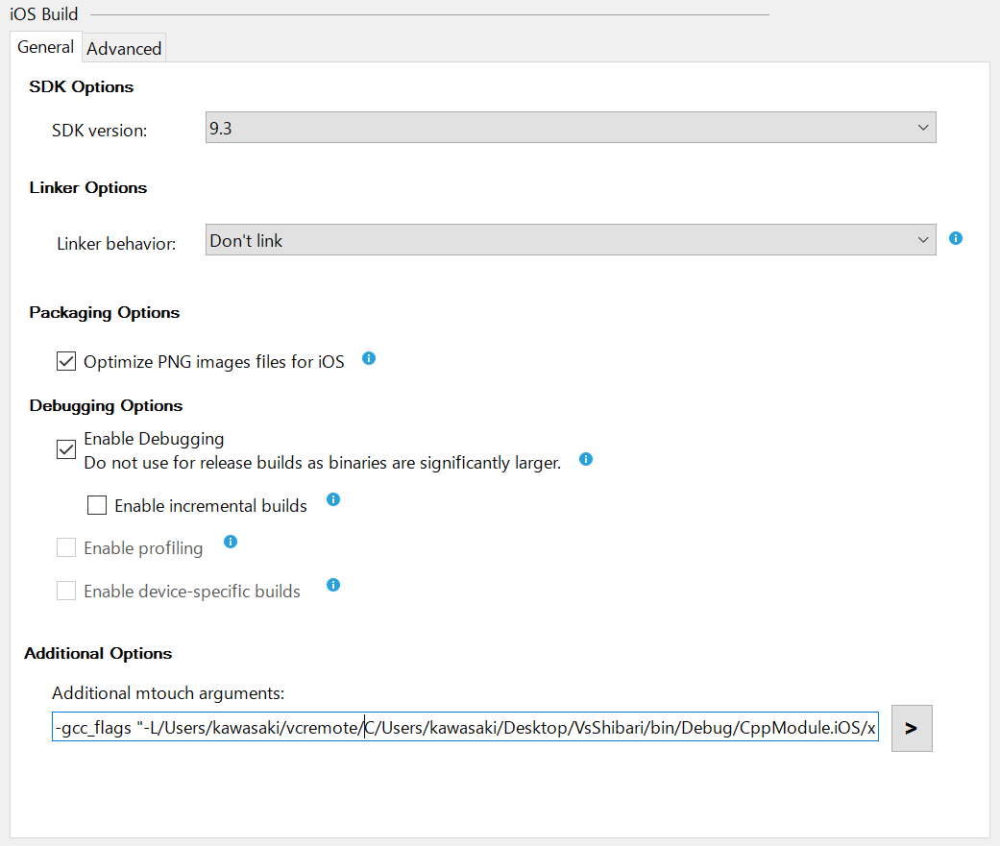 iOS Build
General
Advanced
SDK Options
SDK version:
9.3
Linker Options
Linker behavior:
Don't link
Packaging Options
Optimize PNG images files for iOS
Debugging Options
Enable Debugging
Do not use for release builds as binaries are significantly larger.
Enable incremental builds
Enable profiling
Enable device-specific builds
Additional Options
Additional mtouch arguments:
-gcc_flags "-L/Users/kawasaki/vcremote/C/Users/kawasaki/Desktop/VsShibari/bin/Debug/CppModule.iOS/x
>